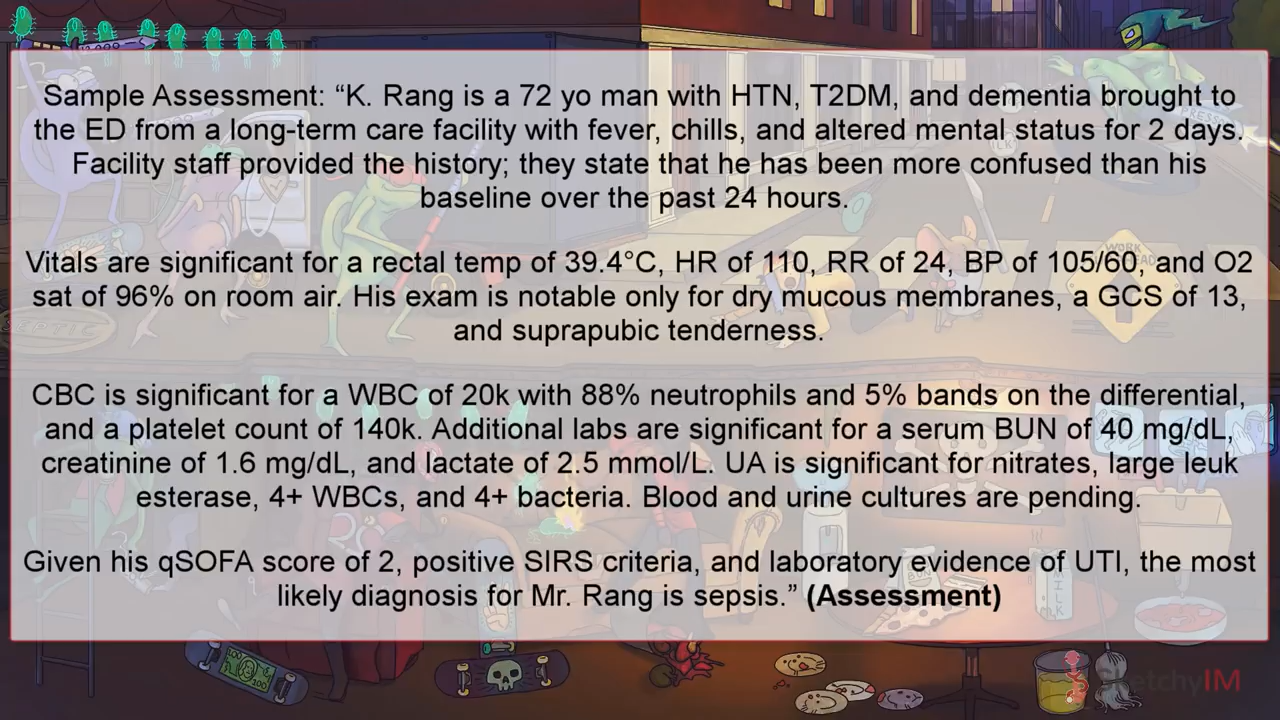 Sample Assessment: “K. Rang is a 72 yo man with HTN, T2DM, and dementia brought to
the ED from a long-term care facility with fever, chills, and altered mental status for 2 days.
Facility staff provided the history; they state that he has been more confused than his
baseline over the past 24 hours.
Vitals are significant for a rectal temp of 39.4°C, HR of 110, RR of 24, BP of 105/60, and O2
sat of 96% on room air. His exam is notable only for dry mucous membranes, a GCS of 13,
and suprapubic tenderness.
CBC is significant for a WBC of 20k with 88% neutrophils and 5% bands on the differential,
and a platelet count of 140k. Additional labs are significant for a serum BUN of 40 mg/dL,
creatinine of 1.6 mg/dL, and lactate of 2.5 mmol/L. UA is significant for nitrates, large leuk
esterase, 4+ WBCs, and 4+ bacteria. Blood and urine cultures are pending.
Given his qSOFA score of 2, positive SIRS criteria, and laboratory evidence of UTI, the most
likely diagnosis for Mr. Rang is sepsis.” (Assessment)
SEPTIC
WORK
MILK
BUN
100
SketchyIM